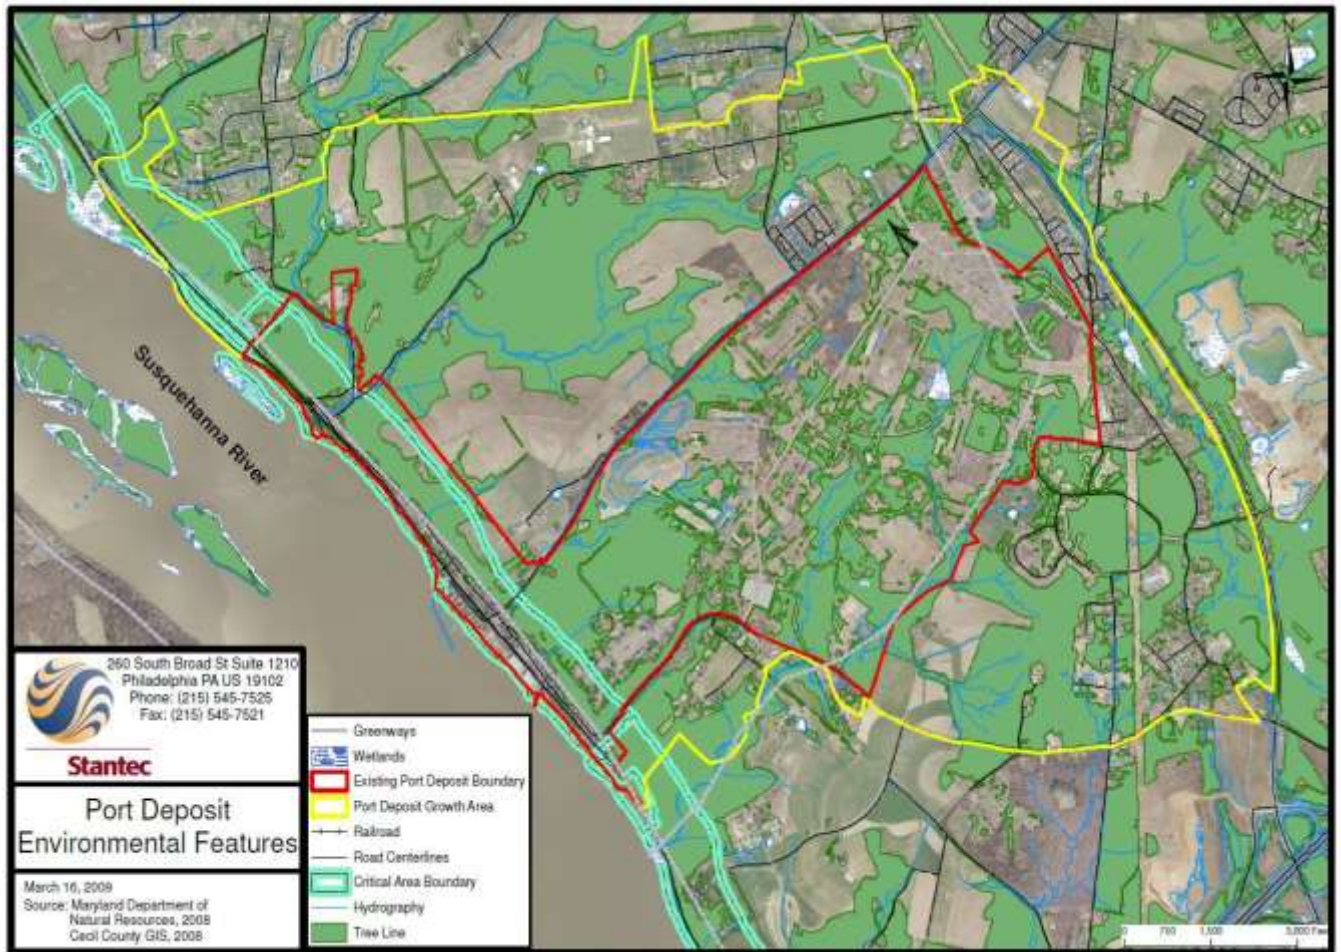 Susquehanna River
260 South Broad St Suite 1210
Philadelphia PA US 19102
Phone: (215) 545-7525
Fax: (215) 545-7521
Stantec
Port Deposit
Environmental Features
March 16, 2009
Source: Maryland Department of
Natural Resources, 2008
Cecil County GIS, 2008
Greenways
Wetlands
Existing Port Deposit Boundary
Port Deposit Growth Area
Railroad
Road Centerlines
Critical Area Boundary
Hydrography
Tree Line
0 750 1,500 3,000 Feet